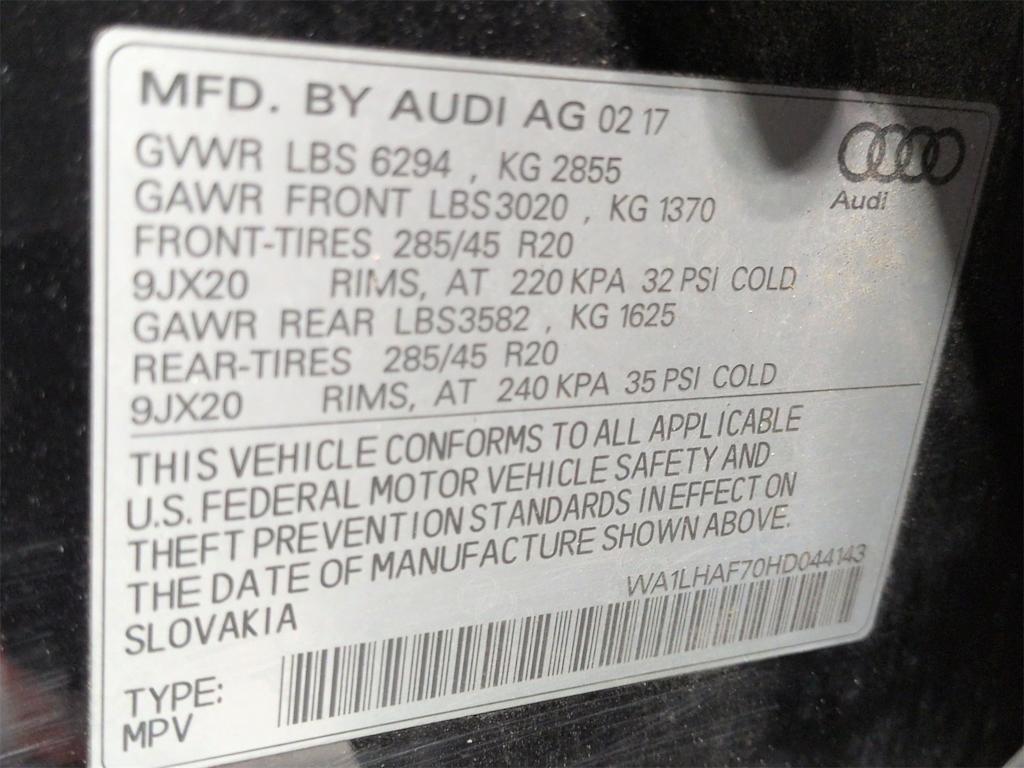 MFD. BY AUDI AG 02 17
GVWR LBS 6294 , KG 2855
GAWR FRONT LBS3020 , KG 1370
FRONT-TIRES 285/45 R20
9JX20 RIMS, AT 220 KPA 32 PSI COLD
GAWR REAR LBS3582 , KG 1625
REAR-TIRES 285/45 R20
9JX20 RIMS, AT 240 KPA 35 PSI COLD
Audi
THIS VEHICLE CONFORMS TO ALL APPLICABLE
U.S. FEDERAL MOTOR VEHICLE SAFETY AND
THEFT PREVENTION STANDARDS IN EFFECT ON
THE DATE OF MANUFACTURE SHOWN ABOVE.
SLOVAKIA
WA1LHAF70HD044143
TYPE:
MPV